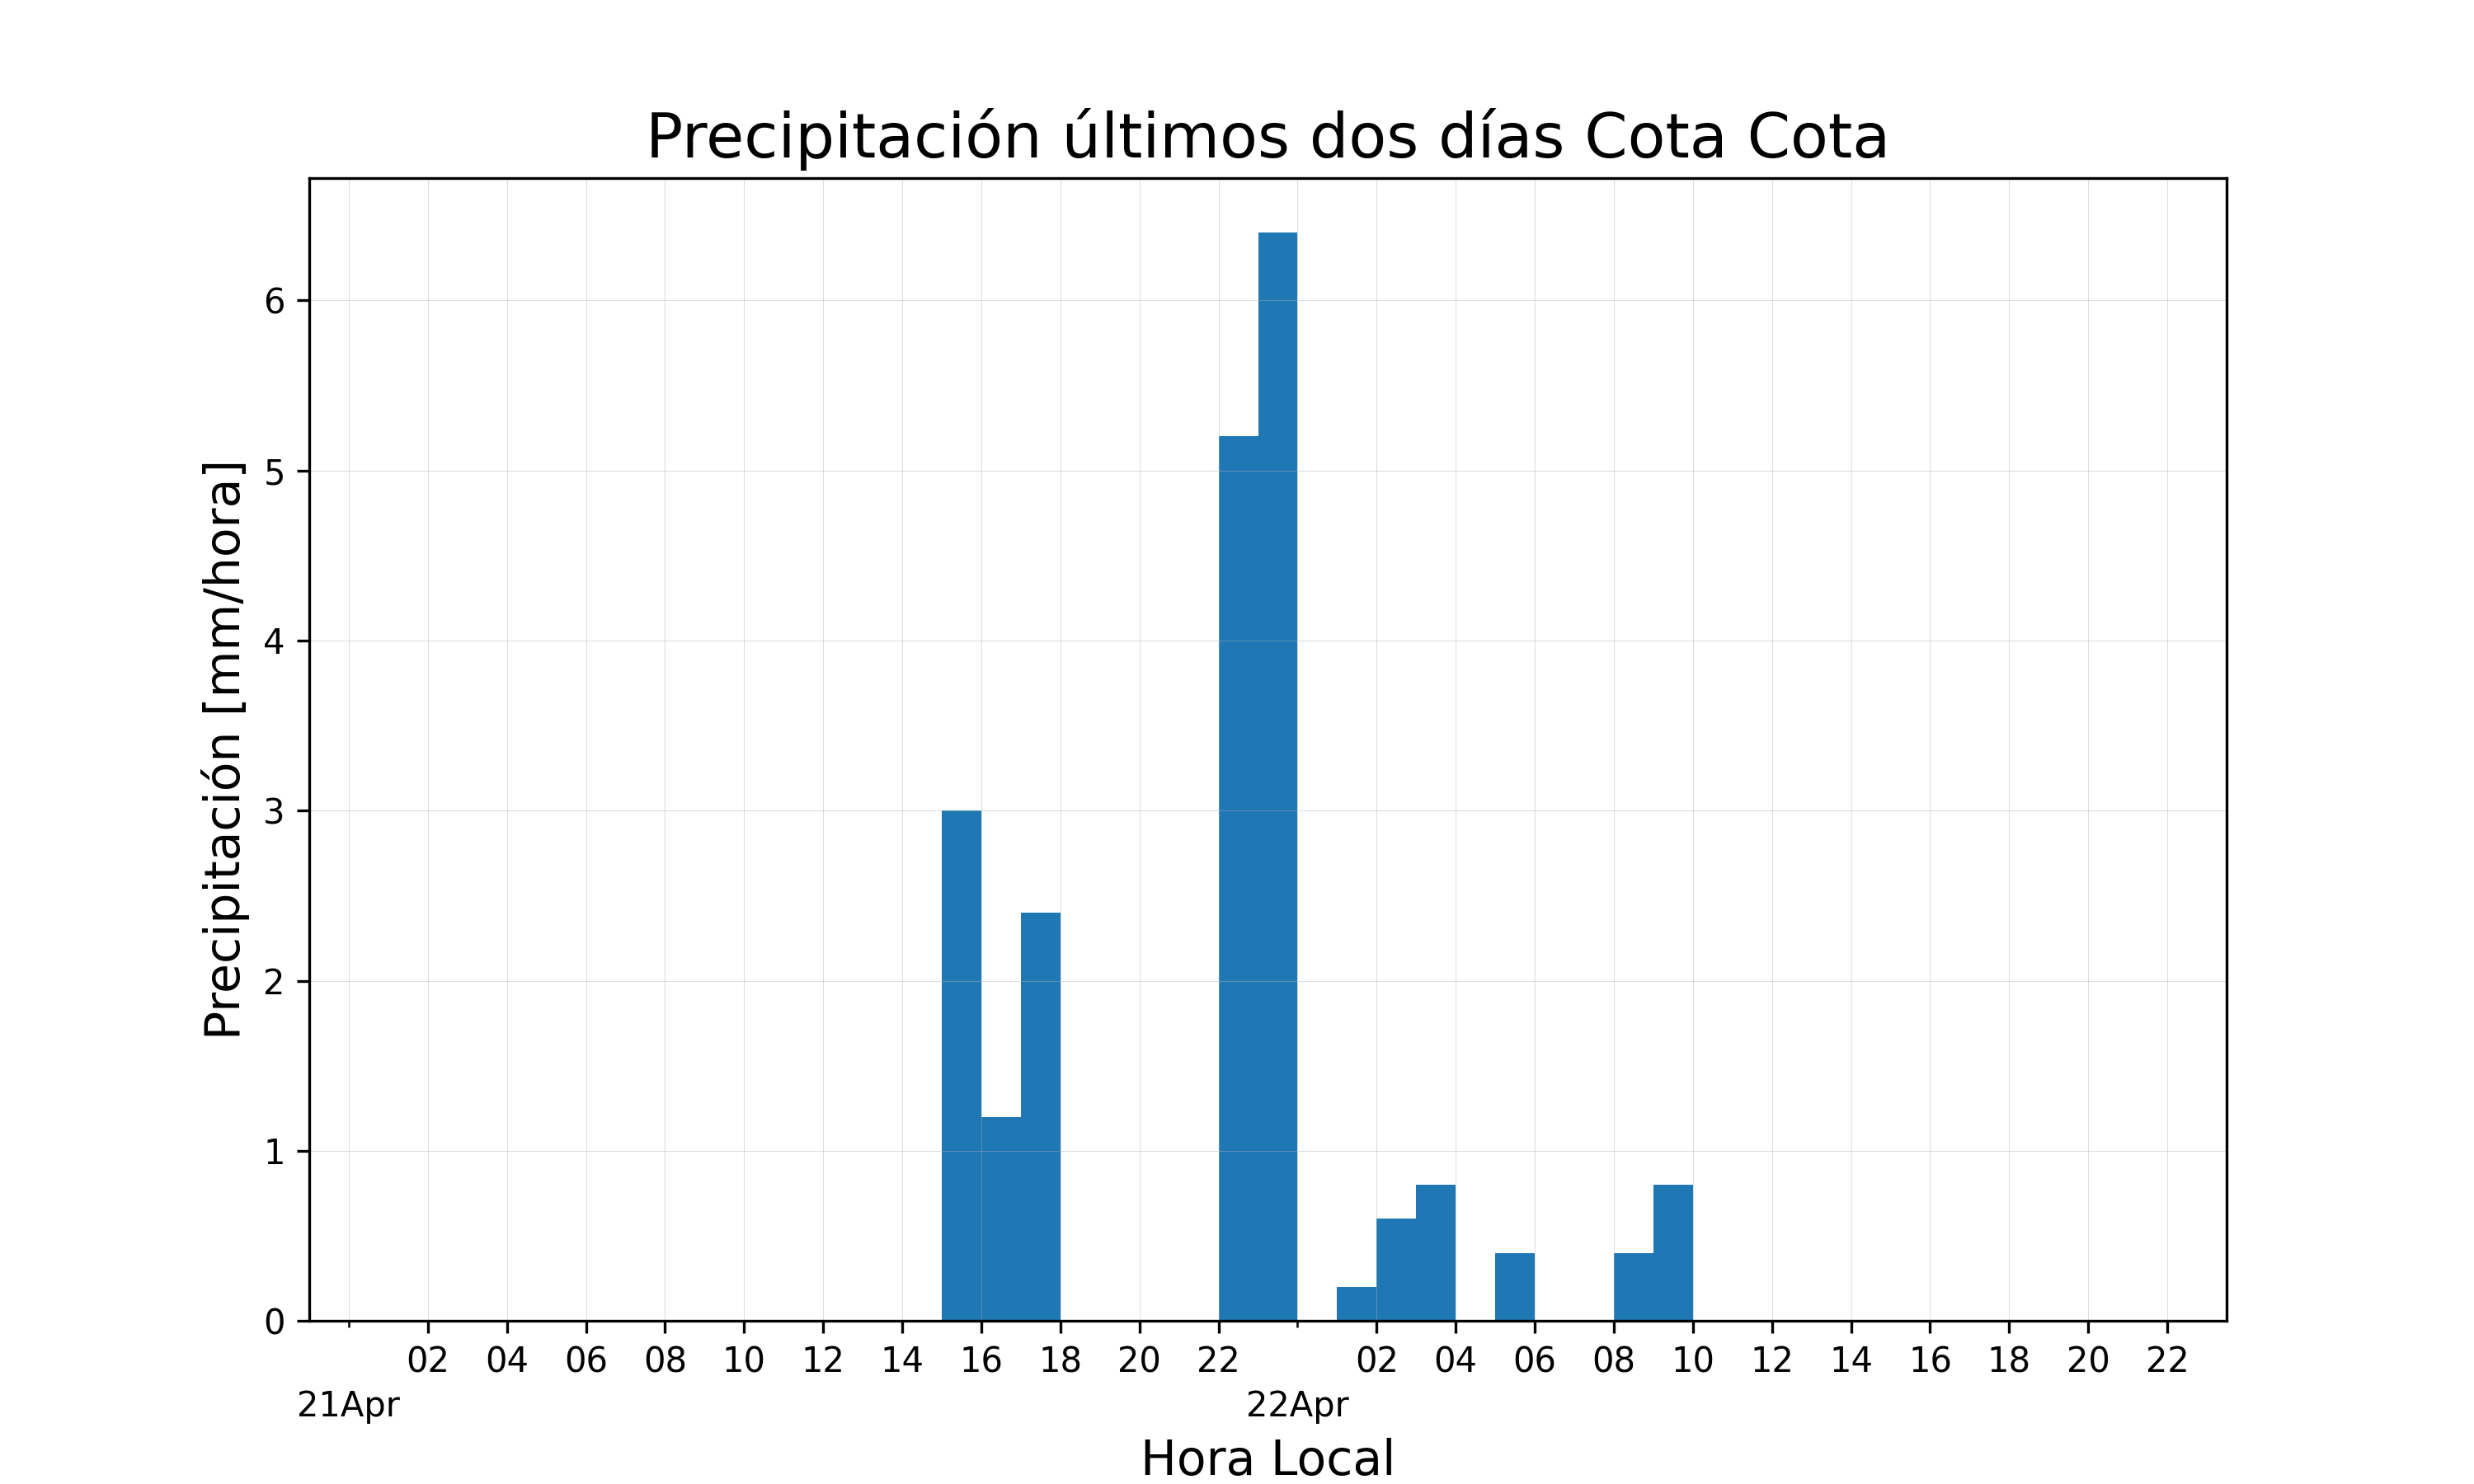 Precipitación últimos dos días Cota Cota
Precipitación [mm/hora]
6
5
4
3
2
1
0
02 04 06 08 10 12 14 16 18 20 22 02 04 06 08 10 12 14 16 18 20 22
21Apr 22Apr
Hora Local